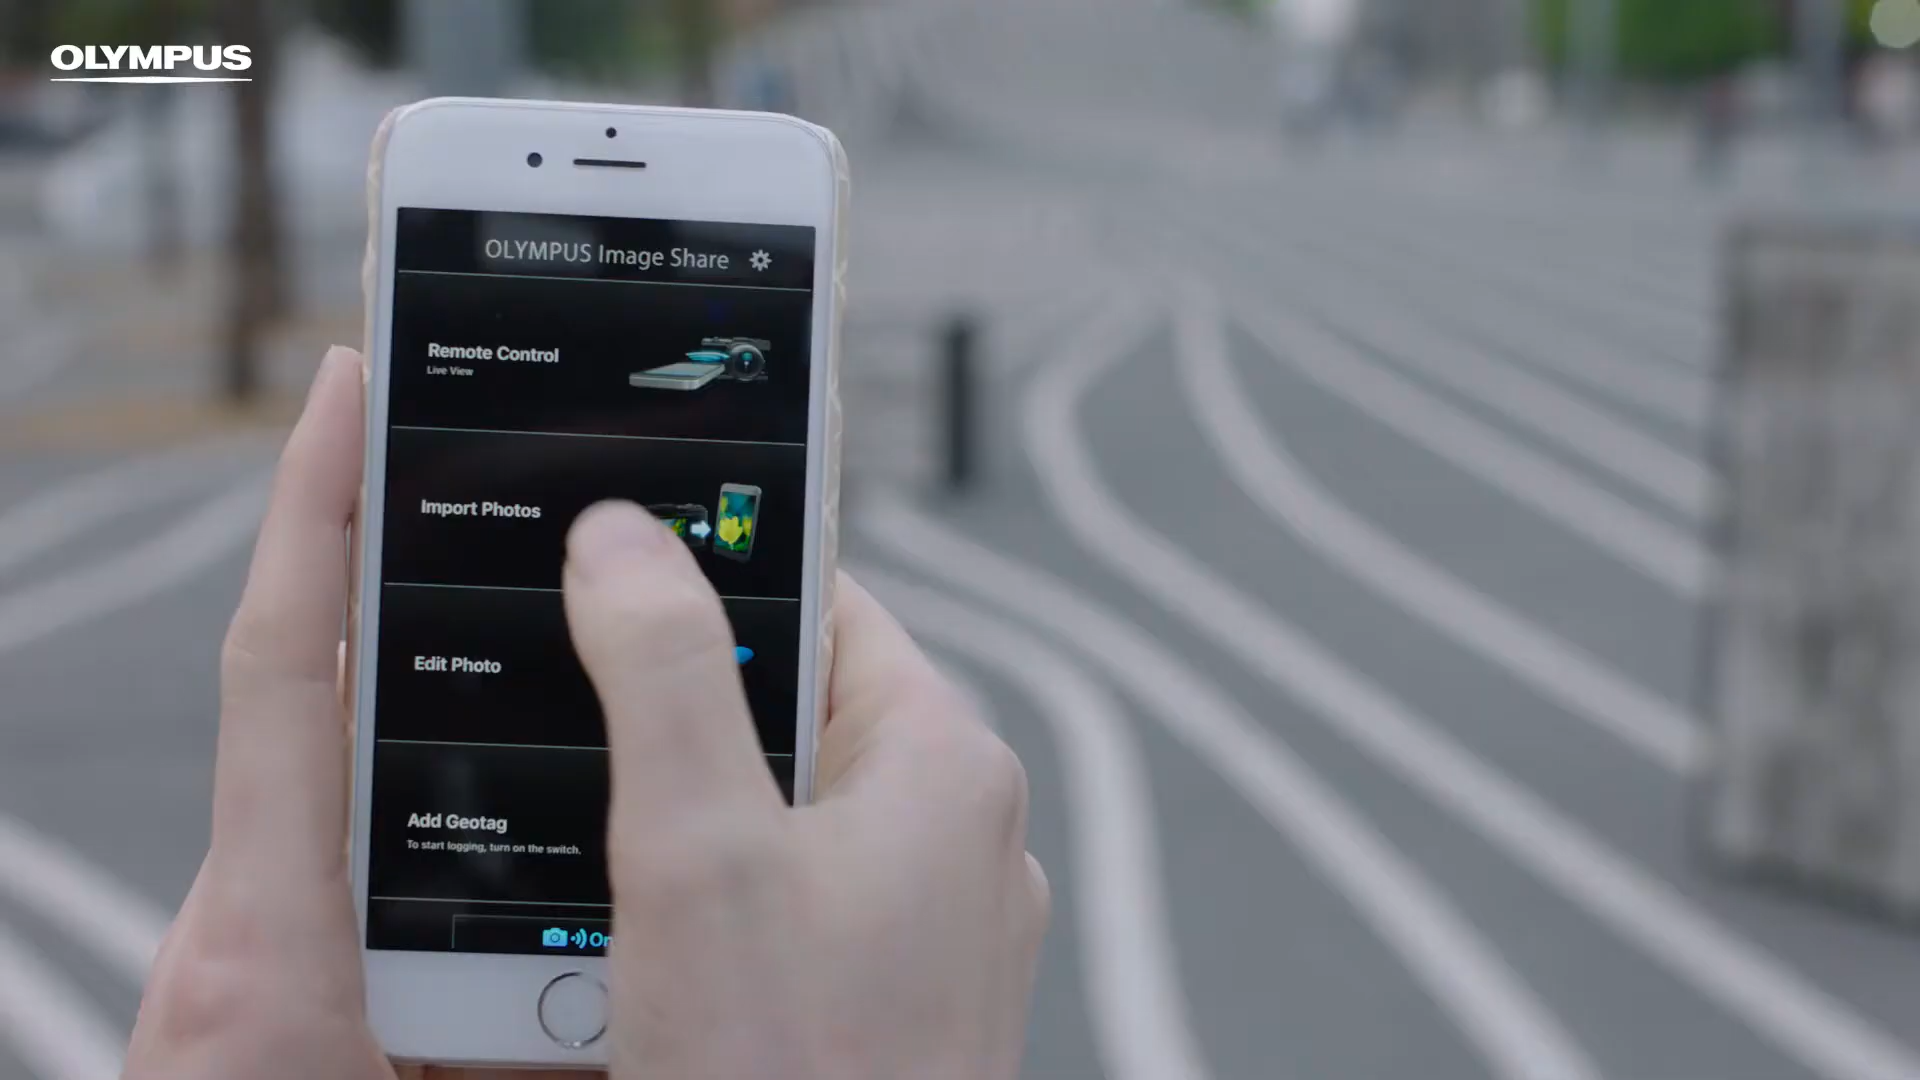 OLYMPUS
OLYMPUS Image Share
Remote Control
Live View
Import Photos
Edit Photo
Add Geotag
To start logging, turn on the switch.